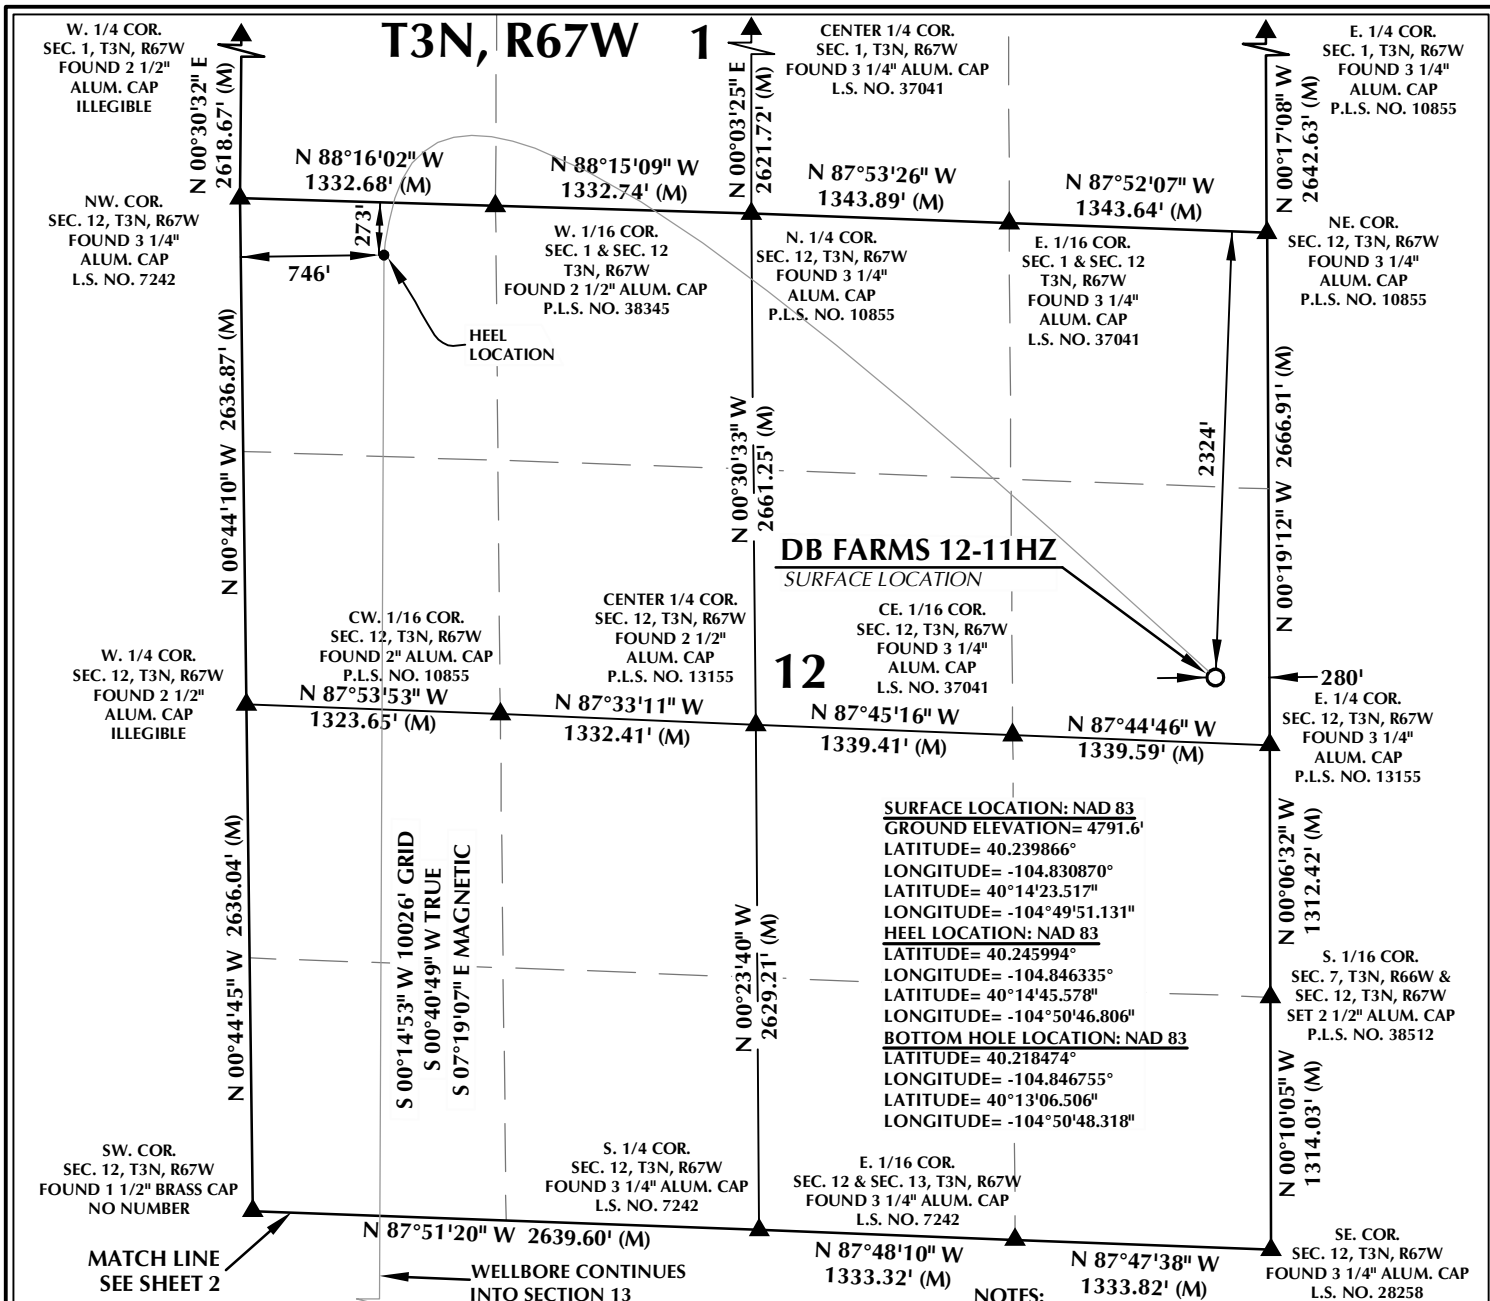 T3N, R67W 1
W. 1/4 COR.
SEC. 1, T3N, R67W
FOUND 2 1/2"
ALUM. CAP
ILLEGIBLE
N 00°30'32" E
2618.67' (M)
CENTER 1/4 COR.
SEC. 1, T3N, R67W
FOUND 3 1/4" ALUM. CAP
L.S. NO. 37041
N 00°03'25" E
2621.72' (M)
E. 1/4 COR.
SEC. 1, T3N, R67W
FOUND 3 1/4"
ALUM. CAP
P.L.S. NO. 10855
N 00°17'08" W
2642.63' (M)
N 88°16'02" W
1332.68' (M)
N 88°15'09" W
1332.74' (M)
N 87°53'26" W
1343.89' (M)
N 87°52'07" W
1343.64' (M)
NW. COR.
SEC. 12, T3N, R67W
FOUND 3 1/4"
ALUM. CAP
L.S. NO. 7242
273'
746'
HEEL
LOCATION
W. 1/16 COR.
SEC. 1 & SEC. 12
T3N, R67W
FOUND 2 1/2" ALUM. CAP
P.L.S. NO. 38345
N. 1/4 COR.
SEC. 12, T3N, R67W
FOUND 3 1/4"
ALUM. CAP
P.L.S. NO. 10855
E. 1/16 COR.
SEC. 1 & SEC. 12
T3N, R67W
FOUND 3 1/4"
ALUM. CAP
L.S. NO. 37041
NE. COR.
SEC. 12, T3N, R67W
FOUND 3 1/4"
ALUM. CAP
P.L.S. NO. 10855
N 00°44'10" W 2636.87' (M)
N 00°30'33" W
2661.25' (M)
2324'
N 00°19'12" W 2666.91' (M)
DB FARMS 12-11HZ
SURFACE LOCATION
280'
W. 1/4 COR.
SEC. 12, T3N, R67W
FOUND 2 1/2"
ALUM. CAP
ILLEGIBLE
CW. 1/16 COR.
SEC. 12, T3N, R67W
FOUND 2" ALUM. CAP
P.L.S. NO. 10855
CENTER 1/4 COR.
SEC. 12, T3N, R67W
FOUND 2 1/2"
ALUM. CAP
P.L.S. NO. 13155
12
CE. 1/16 COR.
SEC. 12, T3N, R67W
FOUND 3 1/4"
ALUM. CAP
L.S. NO. 37041
E. 1/4 COR.
SEC. 12, T3N, R67W
FOUND 3 1/4"
ALUM. CAP
P.L.S. NO. 13155
N 87°53'53" W
1323.65' (M)
N 87°33'11" W
1332.41' (M)
N 87°45'16" W
1339.41' (M)
N 87°44'46" W
1339.59' (M)
N 00°44'45" W 2636.04' (M)
S 00°14'53" W 10026' GRID
S 00°40'49" W TRUE
S 07°19'07" E MAGNETIC
N 00°23'40" W
2629.21' (M)
SURFACE LOCATION: NAD 83
GROUND ELEVATION= 4791.6'
LATITUDE= 40.239866°
LONGITUDE= -104.830870°
LATITUDE= 40°14'23.517"
LONGITUDE= -104°49'51.131"
HEEL LOCATION: NAD 83
LATITUDE= 40.245994°
LONGITUDE= -104.846335°
LATITUDE= 40°14'45.578"
LONGITUDE= -104°50'46.806"
BOTTOM HOLE LOCATION: NAD 83
LATITUDE= 40.218474°
LONGITUDE= -104.846755°
LATITUDE= 40°13'06.506"
LONGITUDE= -104°50'48.318"
N 00°06'32" W
1312.42' (M)
S. 1/16 COR.
SEC. 7, T3N, R66W &
SEC. 12, T3N, R67W
SET 2 1/2" ALUM. CAP
P.L.S. NO. 38512
N 00°10'05" W
1314.03' (M)
SW. COR.
SEC. 12, T3N, R67W
FOUND 1 1/2" BRASS CAP
NO NUMBER
S. 1/4 COR.
SEC. 12, T3N, R67W
FOUND 3 1/4" ALUM. CAP
L.S. NO. 7242
E. 1/16 COR.
SEC. 12 & SEC. 13, T3N, R67W
FOUND 3 1/4" ALUM. CAP
L.S. NO. 7242
SE. COR.
SEC. 12, T3N, R67W
FOUND 3 1/4" ALUM. CAP
L.S. NO. 28258
N 87°51'20" W 2639.60' (M)
N 87°48'10" W
1333.32' (M)
N 87°47'38" W
1333.82' (M)
MATCH LINE
SEE SHEET 2
WELLBORE CONTINUES
INTO SECTION 13
NOTES: